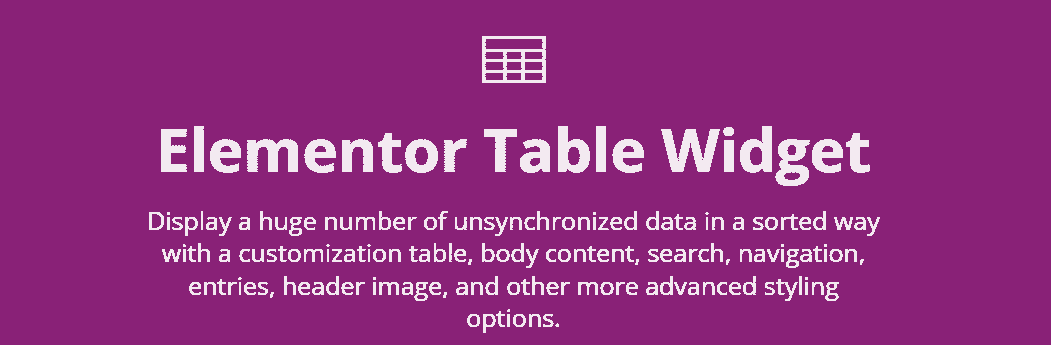 Elementor Table Widget
Display a huge number of unsynchronized data in a sorted way
with a customization table, body content, search, navigation,
entries, header image, and other more advanced styling
options.